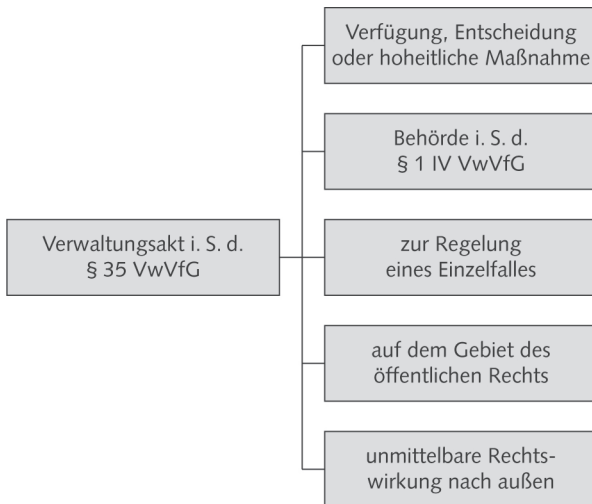 Verwaltungsakt i. S. d.
§ 35 VwVfG
Verfügung, Entscheidung
oder hoheitliche Maßnahme
Behörde i. S. d.
§ 1 IV VwVfG
zur Regelung
eines Einzelfalles
auf dem Gebiet des
öffentlichen Rechts
unmittelbare Rechts-
wirkung nach außen